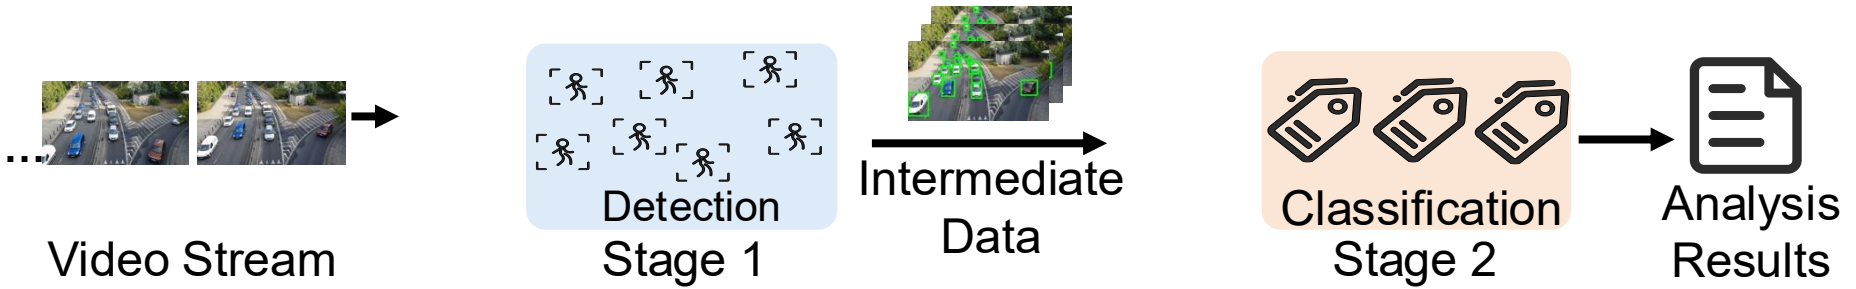 ...
Video Stream
Detection
Stage 1
Intermediate
Data
Classification
Stage 2
Analysis
Results